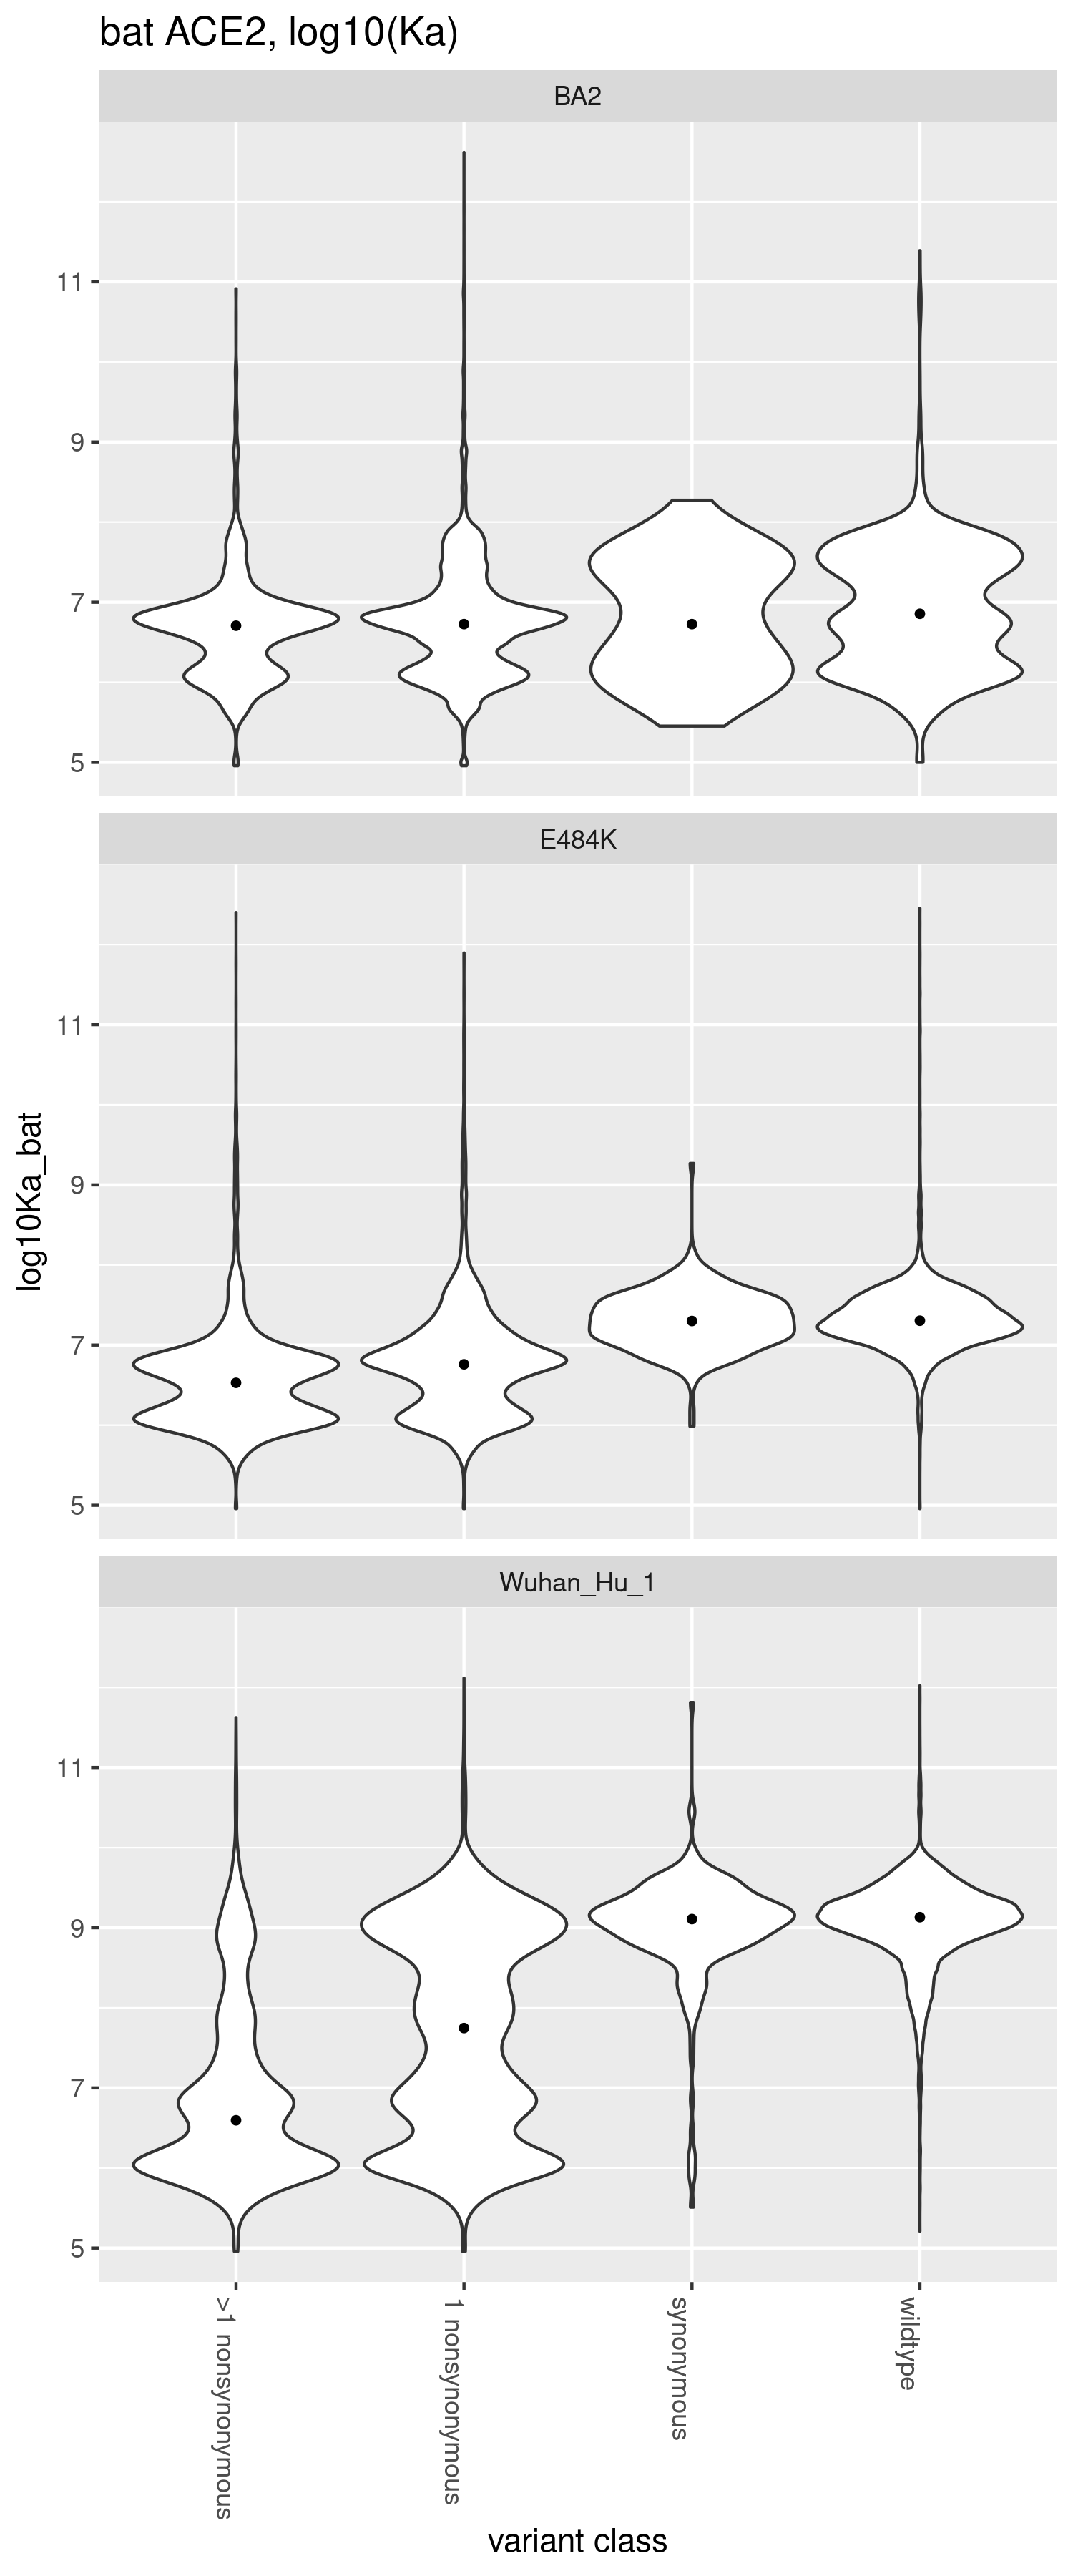 bat ACE2, log10(Ka)
BA2
11
9
7
5
E484K
11
9
7
5
log10Ka_bat
Wuhan_Hu_1
11
9
7
5
>1 nonsynonymous
1 nonsynonymous
synonymous
wildtype
variant class